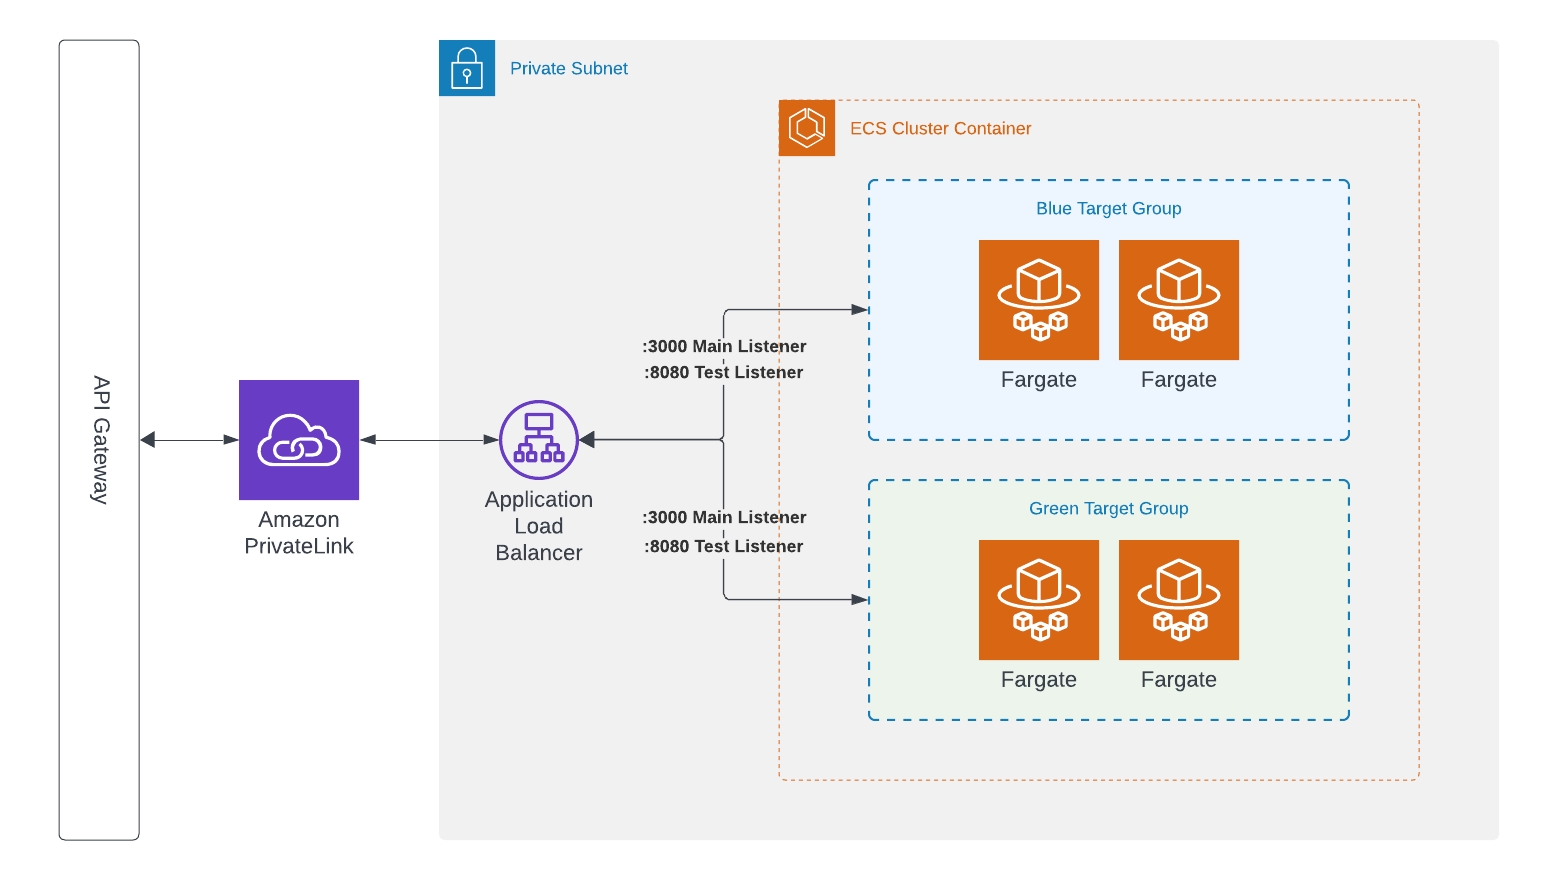 API Gateway
Amazon
PrivateLink
Private Subnet
Application
Load
Balancer
:3000 Main Listener
:8080 Test Listener
:3000 Main Listener
:8080 Test Listener
ECS Cluster Container
Blue Target Group
Fargate
Fargate
Green Target Group
Fargate
Fargate